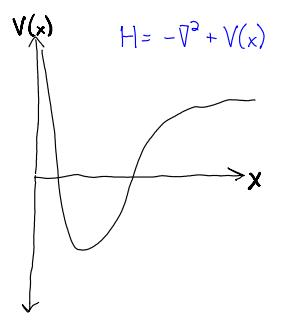 V(x)
H = -∇² + V(x)
x